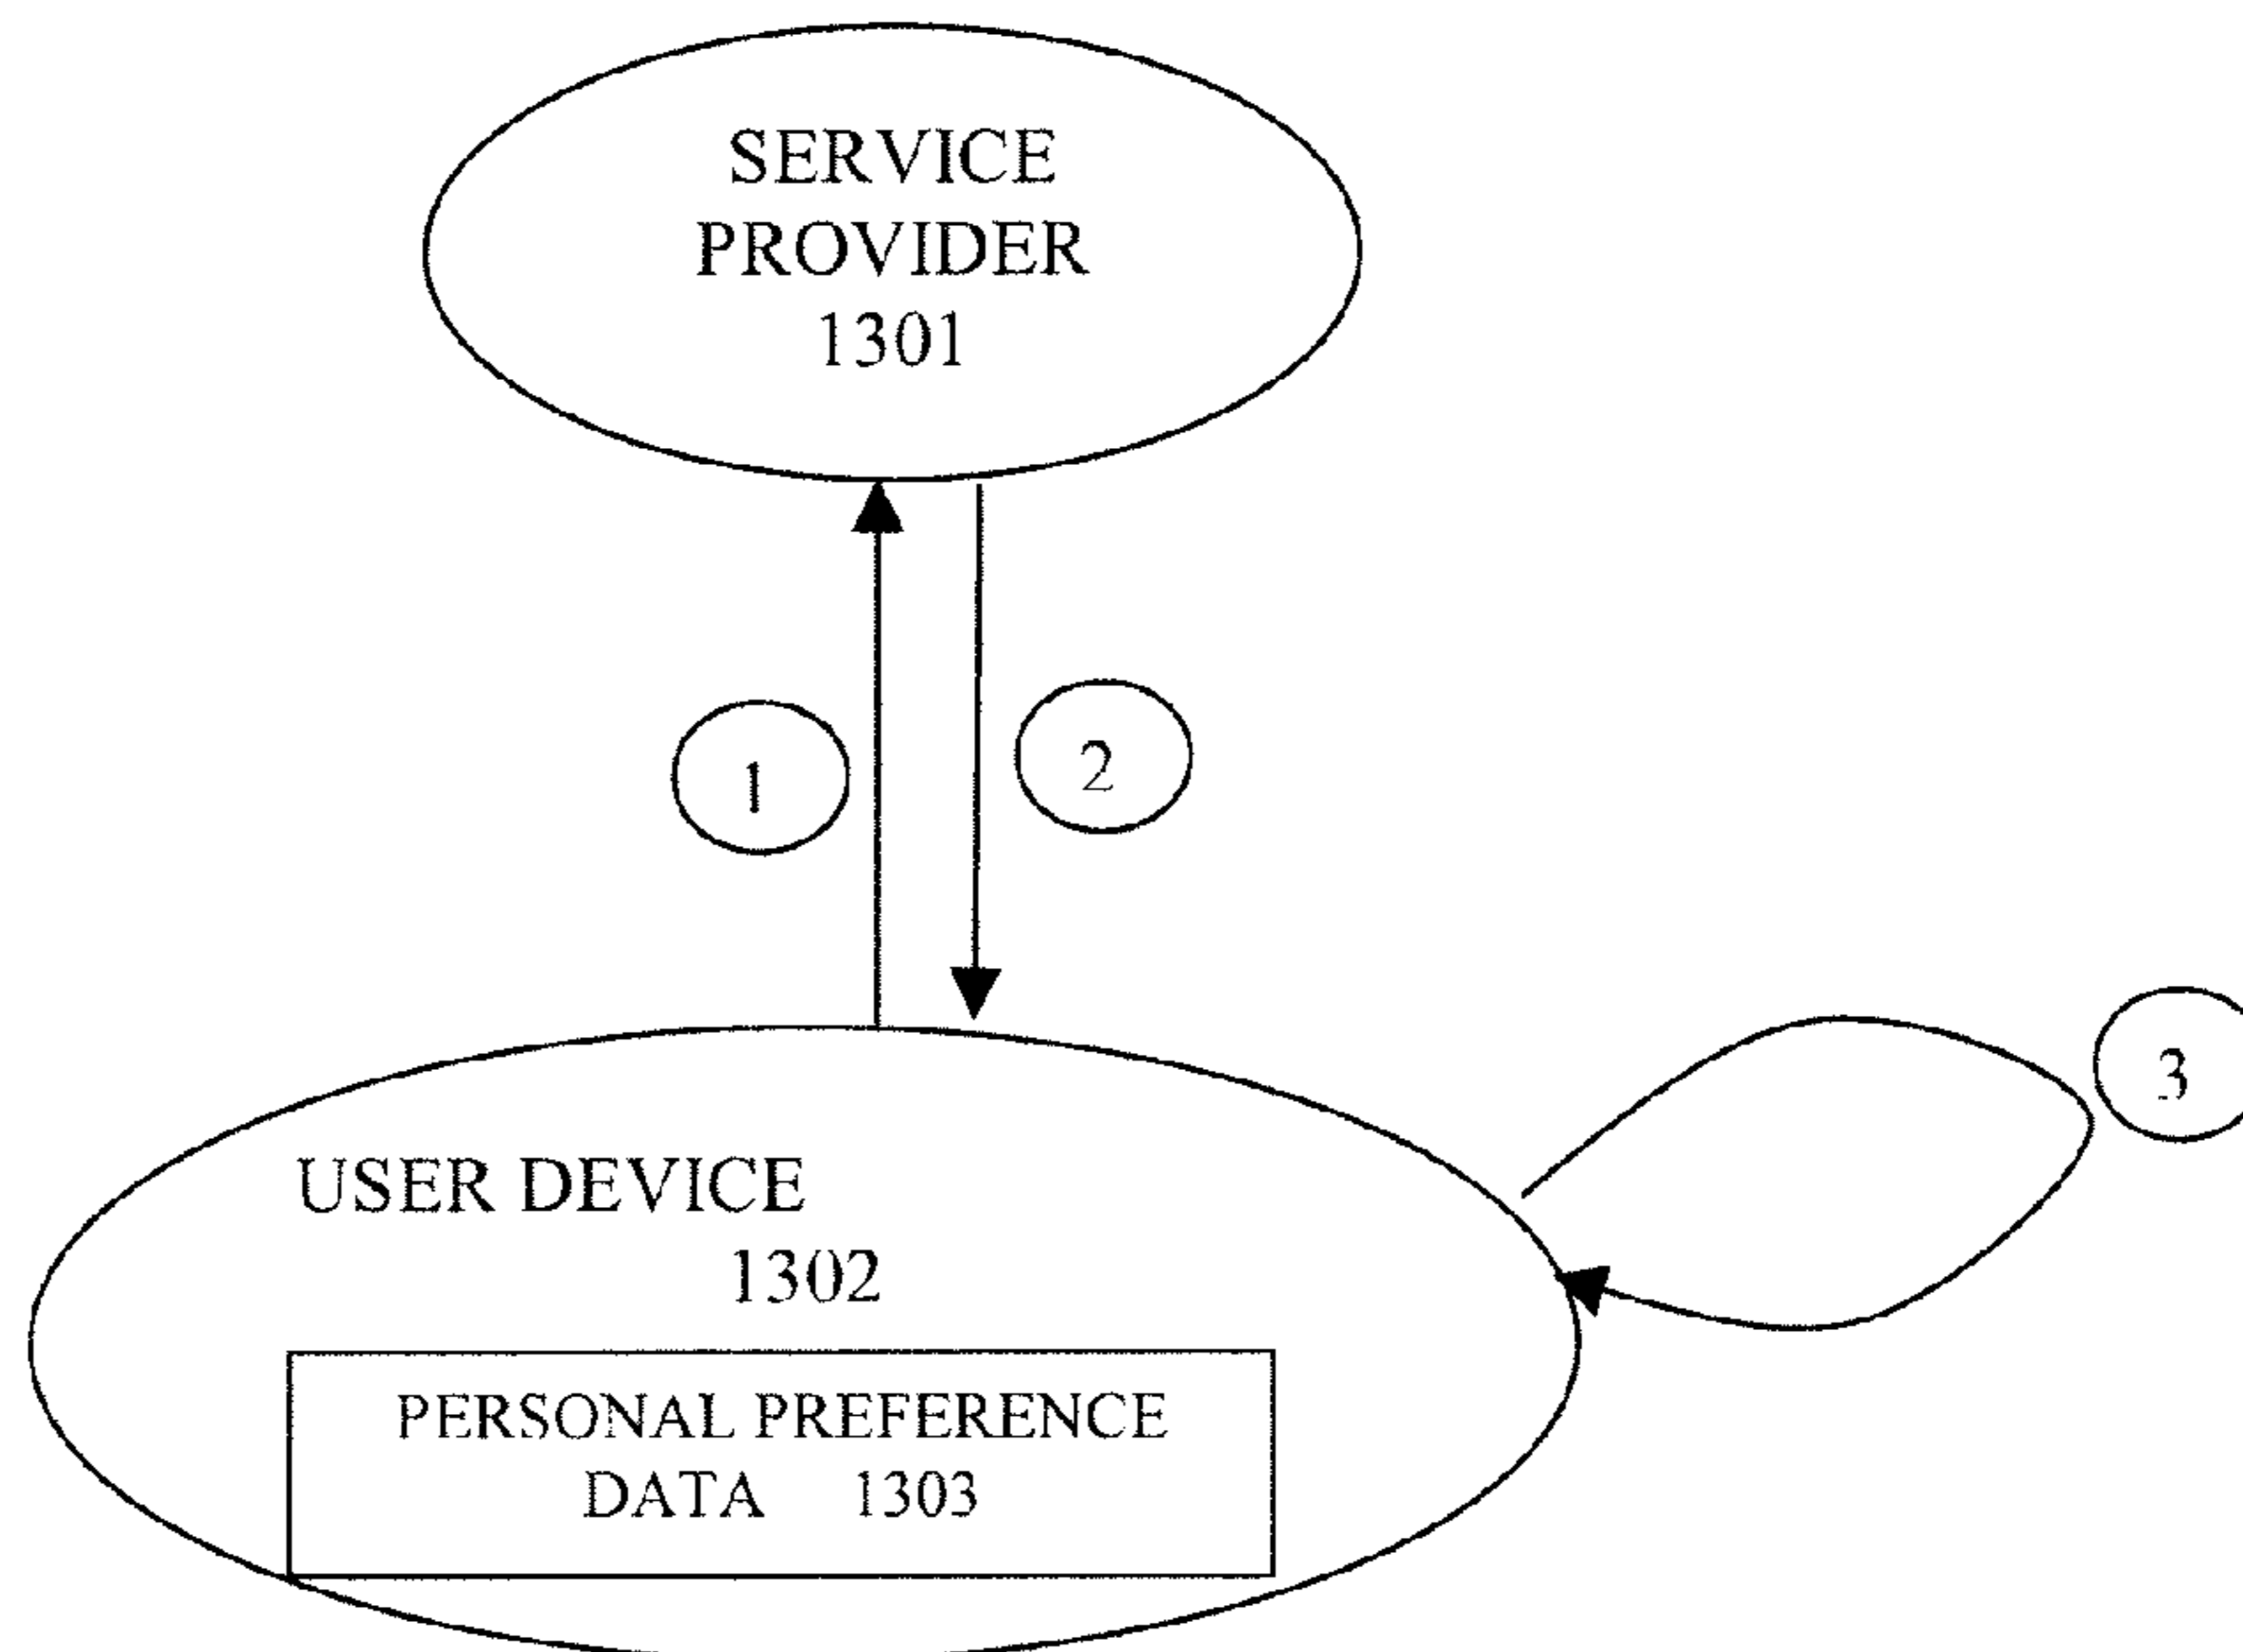 SERVICE
PROVIDER
1301
1
2
3
USER DEVICE
1302
PERSONAL PREFERENCE
DATA 1303